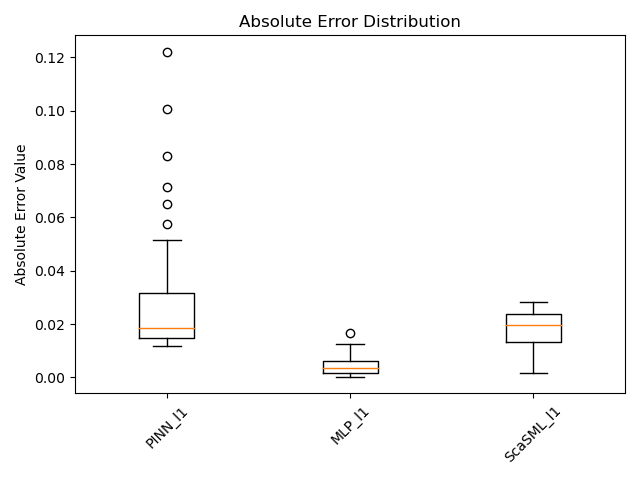 Absolute Error Distribution
Absolute Error Value
0.12
0.10
0.08
0.06
0.04
0.02
0.00
PINN_l1
MLP_l1
ScaSML_l1